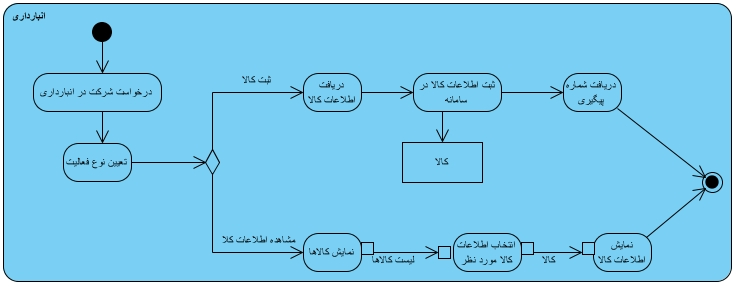 انبارداری
درخواست شرکت در انبارداری
تعیین نوع فعالیت
ثبت کالا
دریافت
اطلاعات کالا
ثبت اطلاعات کالا در
سامانه
دریافت شماره
پیگیری
کالا
مشاهده اطلاعات کلا
نمایش کالاها
لیست کالاها
انتخاب اطلاعات
کالا مورد نظر
کالا
نمایش
اطلاعات کالا